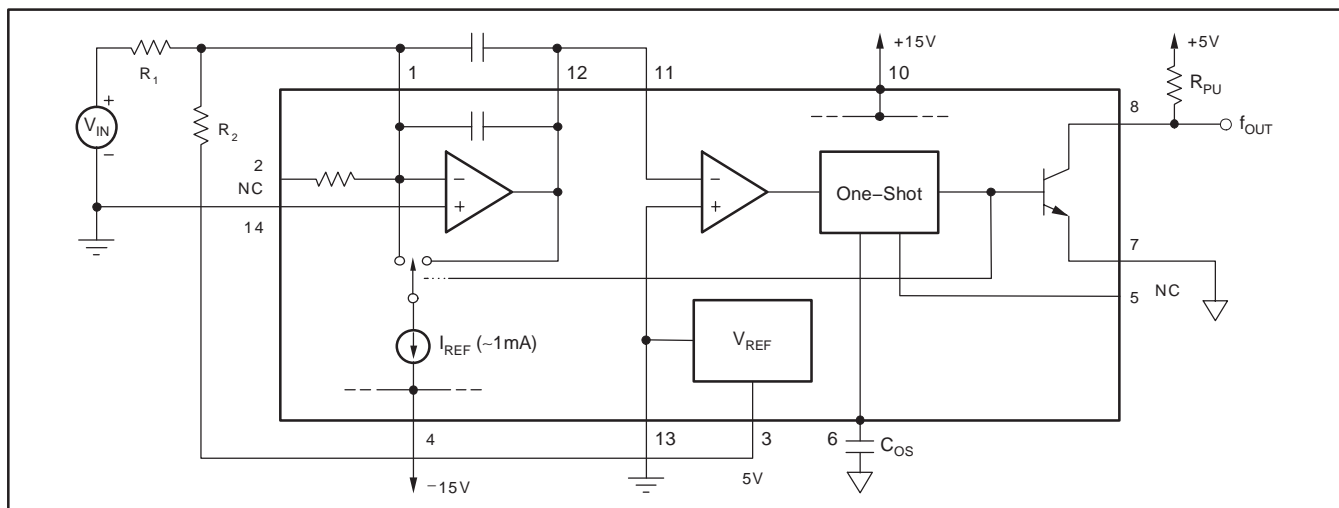 +15V
+5V
R1
1
12
11
10
RPU
8
fOUT
+
VIN
−
R2
2
NC
−
+
−
+
One−Shot
14
7
5
NC
IREF (~1mA)
VREF
4
13
3
6
COS
5V
−15V